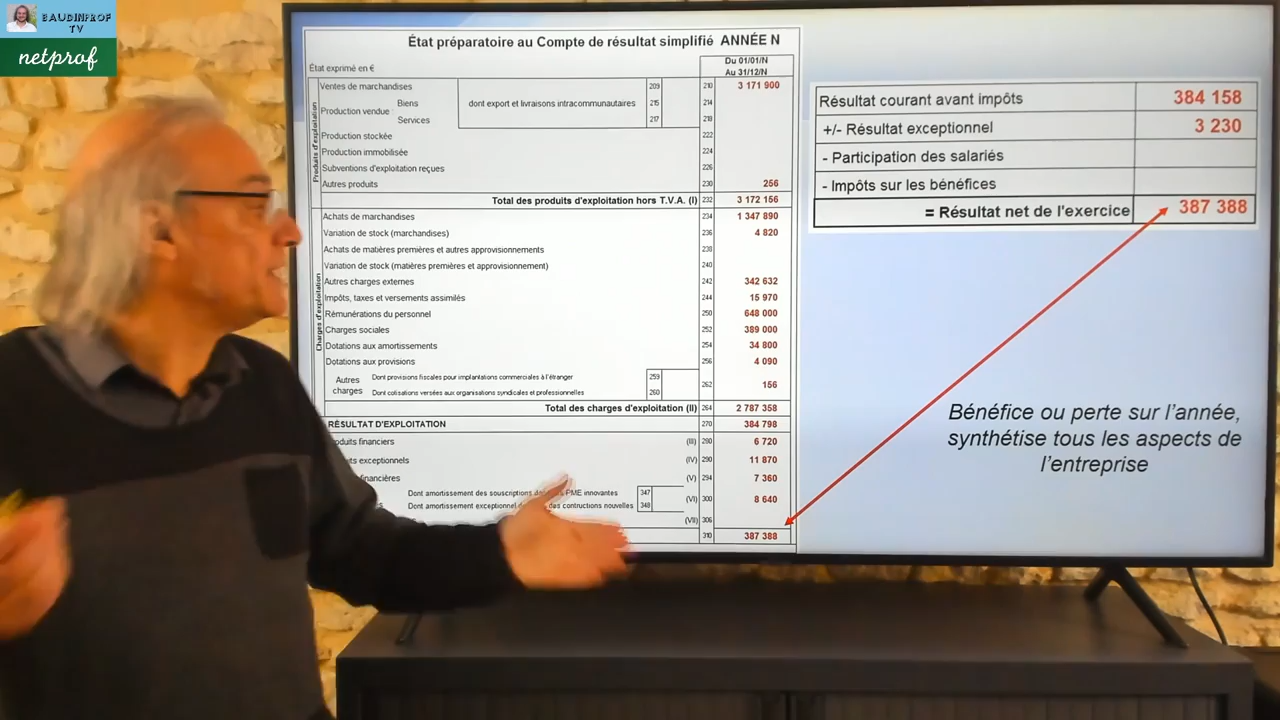 BAUDINPROF
TV
netprof
État préparatoire au Compte de résultat simplifié ANNÉE N
État exprimé en €
Du 01/01/N
Au 31/12/N
Produits d'exploitation
Ventes de marchandises 209 210 3 171 900
Production vendue Biens dont export et livraisons intracommunautaires 215 214
Services 217 218
Production stockée 222
Production immobilisée 224
Subventions d'exploitation reçues 226
Autres produits 230 256
Total des produits d'exploitation hors T.V.A. (I) 232 3 172 156
Charges d'exploitation
Achats de marchandises 234 1 347 890
Variation de stock (marchandises) 236 4 820
Achats de matières premières et autres approvisionnements 238
Variation de stock (matières premières et approvisionnement) 240
Autres charges externes 242 342 632
Impôts, taxes et versements assimilés 244 15 970
Rémunérations du personnel 250 648 000
Charges sociales 252 389 000
Dotations aux amortissements 254 34 800
Dotations aux provisions 256 4 090
Autres charges Dont provisions fiscales pour implantations commerciales à l'étranger 259 262 156
Dont cotisations versées aux organisations syndicales et professionnelles 260
Total des charges d'exploitation (II) 264 2 787 358
RÉSULTAT D'EXPLOITATION 270 384 798
financiers (III) 280 6 720
exceptionnels (IV) 290 11 870
financières (V) 294 7 360
Dont amortissement des souscriptions PME innovantes 347 (VI) 300 8 640
Dont amortissement exceptionnel des contructions nouvelles 348
(VII) 306
310 387 388
Résultat courant avant impôts 384 158
+/- Résultat exceptionnel 3 230
- Participation des salariés
- Impôts sur les bénéfices
= Résultat net de l'exercice 387 388
Bénéfice ou perte sur l'année,
synthétise tous les aspects de
l'entreprise